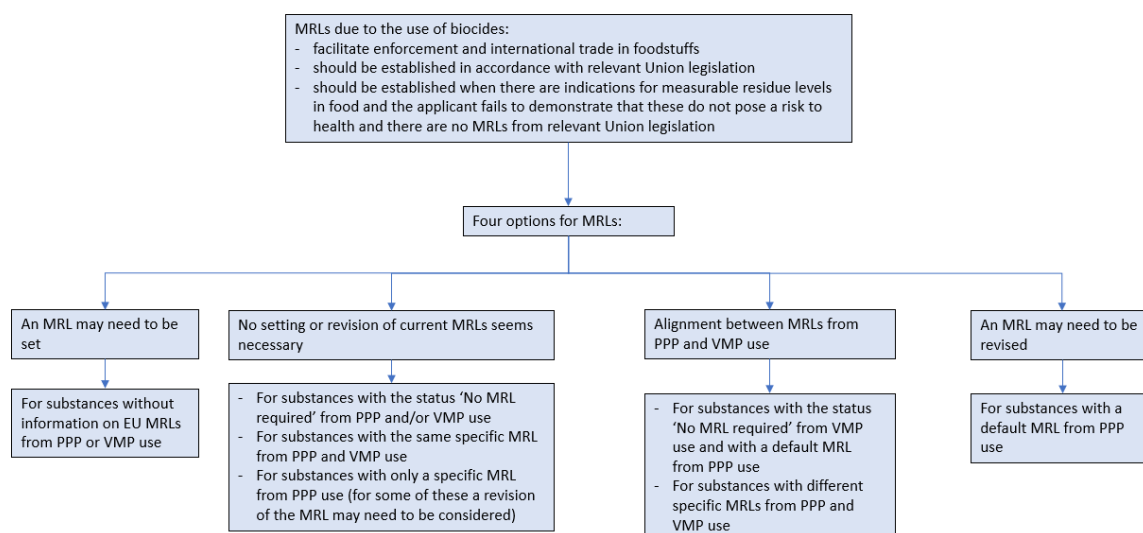 MRLs due to the use of biocides:
- facilitate enforcement and international trade in foodstuffs
- should be established in accordance with relevant Union legislation
- should be established when there are indications for measurable residue levels
in food and the applicant fails to demonstrate that these do not pose a risk to
health and there are no MRLs from relevant Union legislation
Four options for MRLs:
An MRL may need to be
set
For substances without
information on EU MRLs
from PPP or VMP use
No setting or revision of current MRLs seems
necessary
- For substances with the status ‘No MRL
required’ from PPP and/or VMP use
- For substances with the same specific MRL
from PPP and VMP use
- For substances with only a specific MRL
from PPP use (for some of these a revision
of the MRL may need to be considered)
Alignment between MRLs from
PPP and VMP use
- For substances with the status
‘No MRL required’ from VMP
use and with a default MRL
from PPP use
- For substances with different
specific MRLs from PPP and
VMP use
An MRL may need to be
revised
For substances with a
default MRL from PPP
use